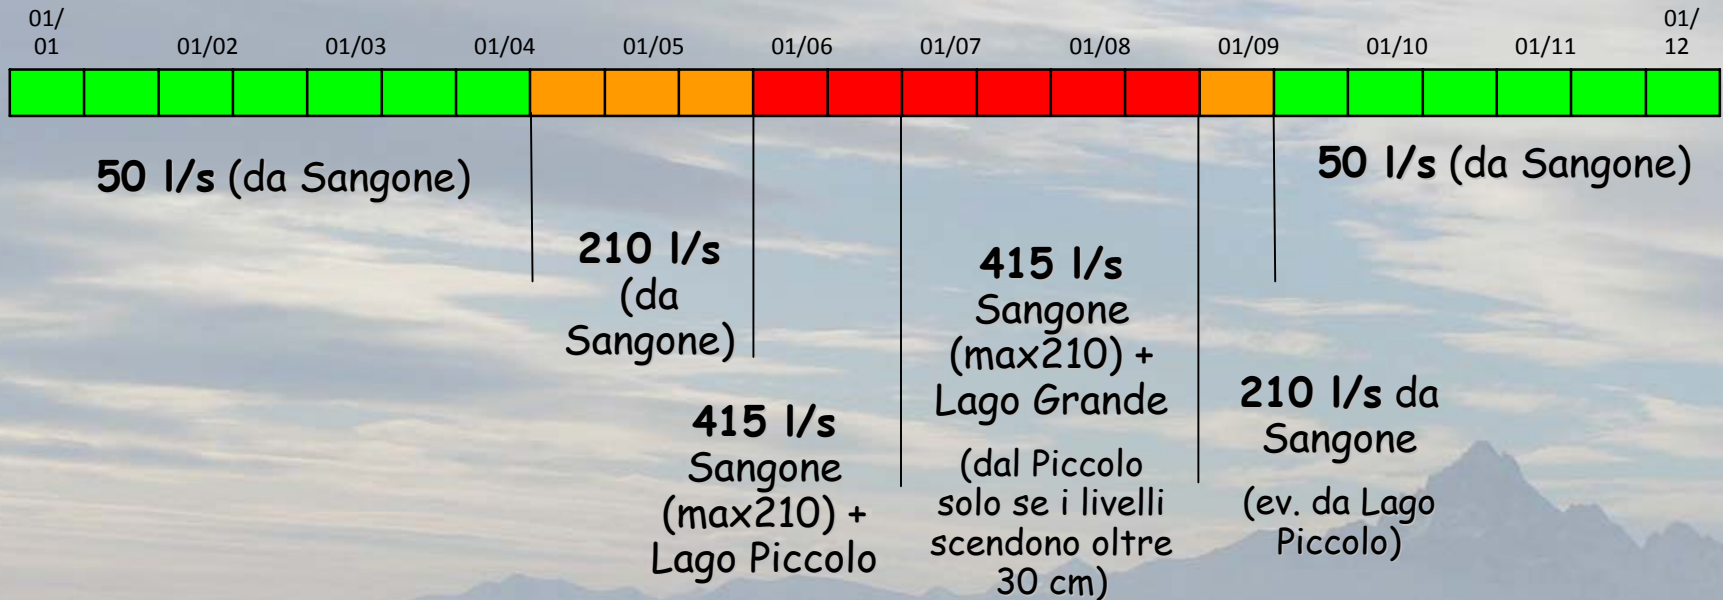 01/
01
01/02
01/03
01/04
01/05
01/06
01/07
01/08
01/09
01/10
01/11
01/
12
50 l/s (da Sangone)
210 l/s
(da
Sangone)
415 l/s
Sangone
(max210) +
Lago Piccolo
415 l/s
Sangone
(max210) +
Lago Grande
(dal Piccolo
solo se i livelli
scendono oltre
30 cm)
210 l/s da
Sangone
(ev. da Lago
Piccolo)
50 l/s (da Sangone)